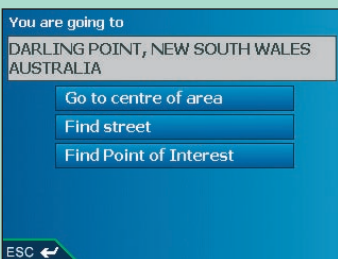 You are going to
DARLING POINT, NEW SOUTH WALES
AUSTRALIA
Go to centre of area
Find street
Find Point of Interest
ESC